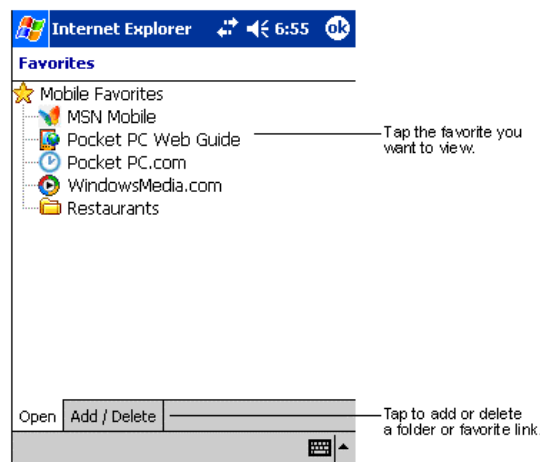 Internet Explorer 6:55 ok
Favorites
Mobile Favorites
MSN Mobile
Pocket PC Web Guide
Pocket PC.com
WindowsMedia.com
Restaurants
Tap the favorite you
want to view.
Open Add / Delete
Tap to add or delete
a folder or favorite link